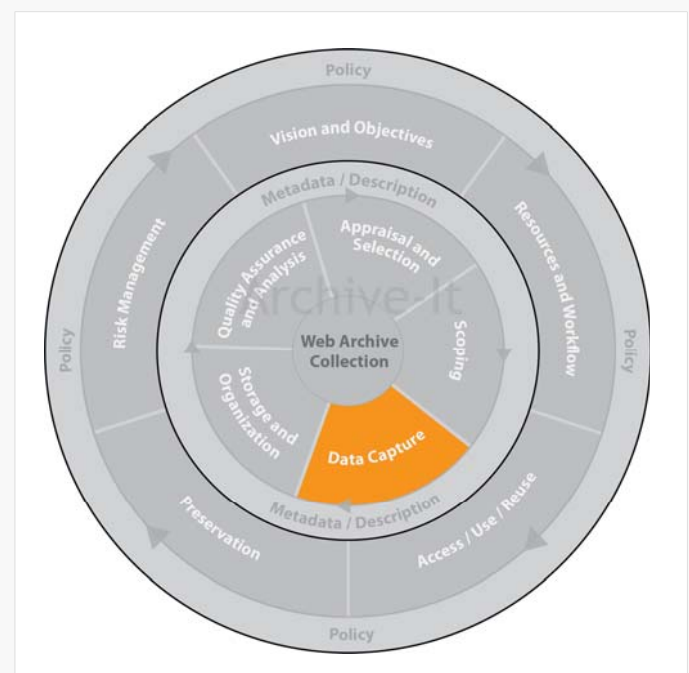 Policy
Vision and Objectives
Metadata / Description
Appraisal and
Selection
Quality Assurance
and Analysis
Risk Management
Resources and Workflow
Archive-It
Web Archive
Collection
Scoping
Policy
Policy
Storage and
Organization
Data Capture
Metadata / Description
Preservation
Access / Use / Reuse
Policy